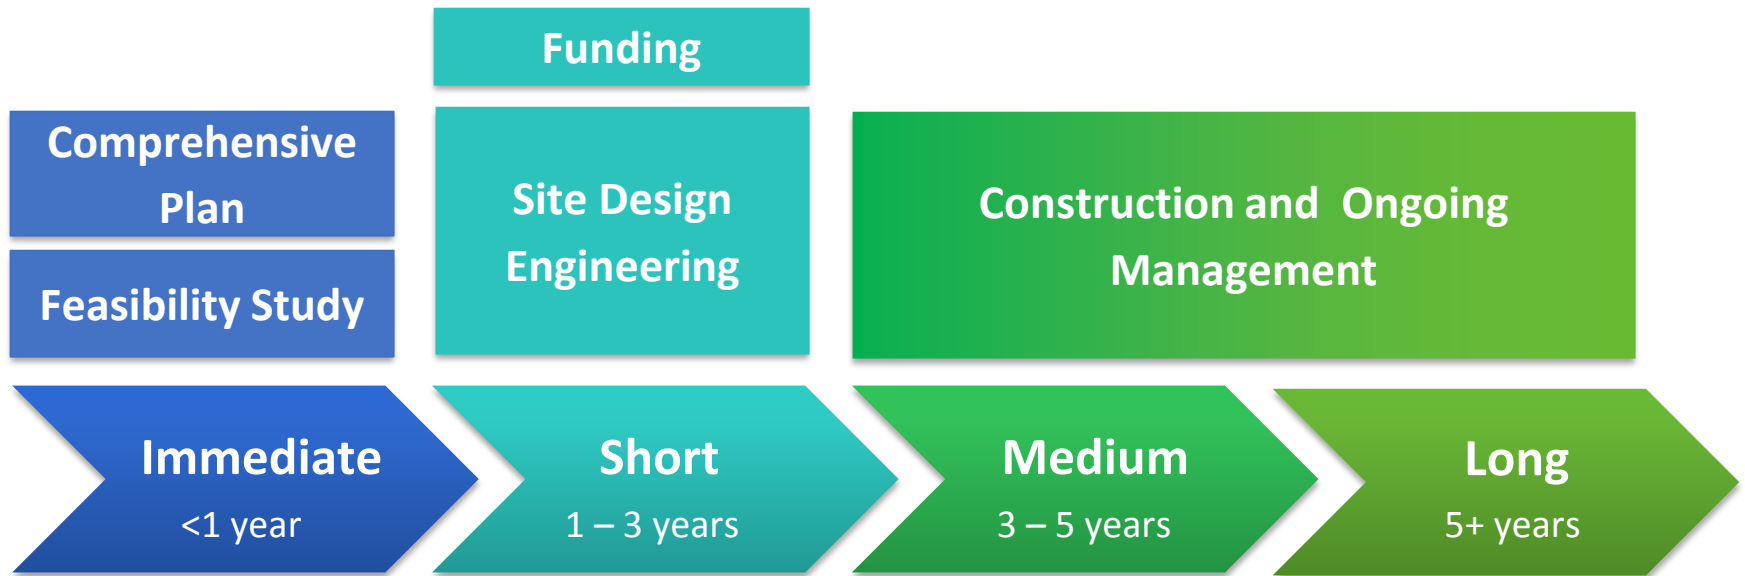 Funding
Comprehensive
Plan
Feasibility Study
Site Design
Engineering
Construction and Ongoing
Management
Immediate
<1 year
Short
1 – 3 years
Medium
3 – 5 years
Long
5+ years